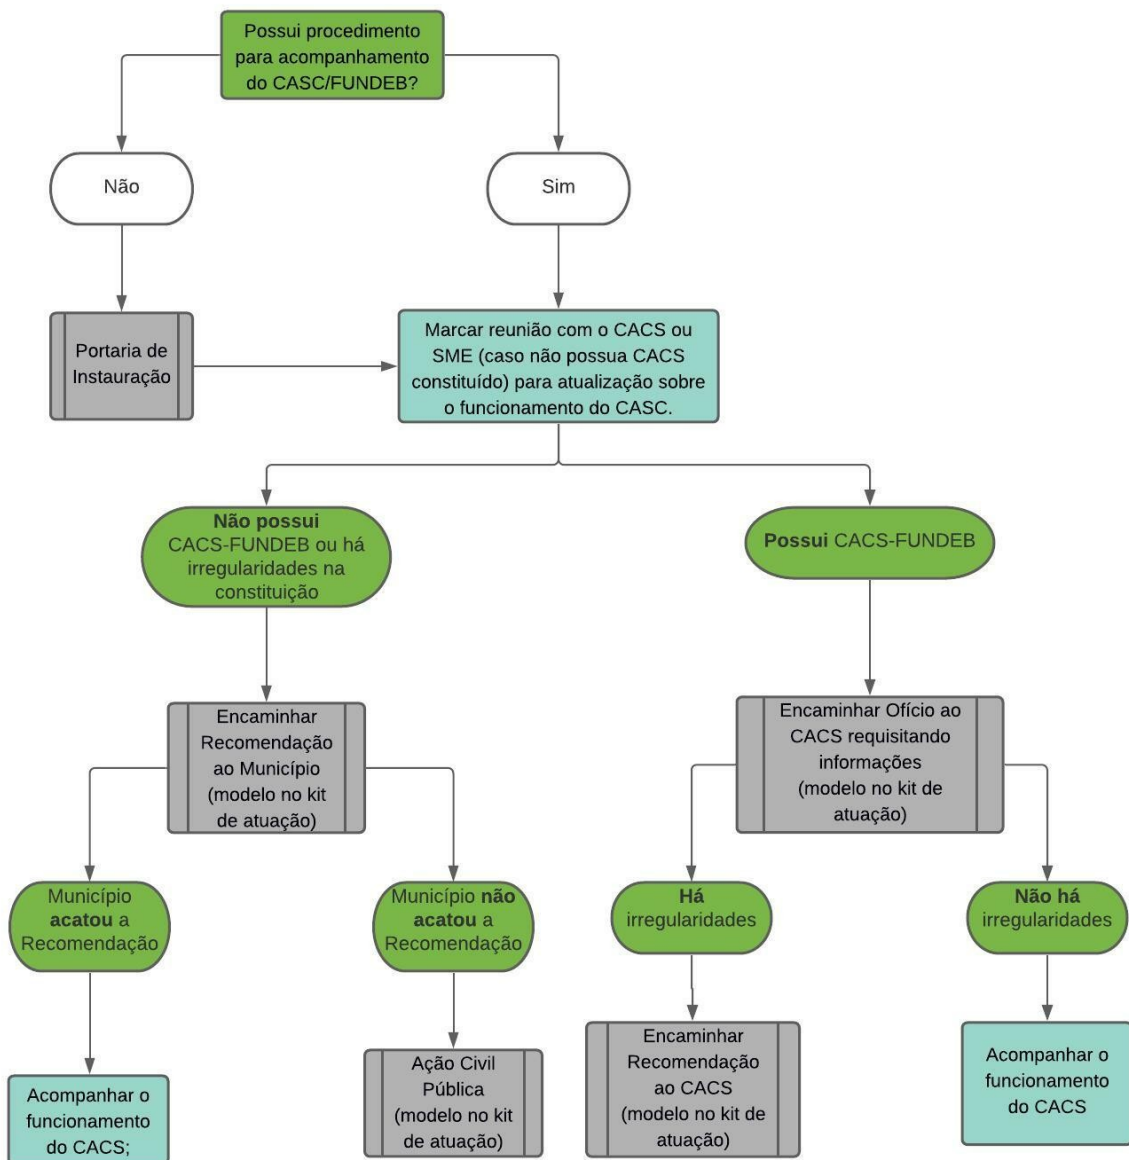 Possui procedimento
para acompanhamento
do CASC/FUNDEB?
Não
Sim
Portaria de
Instauração
Marcar reunião com o CACS ou
SME (caso não possua CACS
constituído) para atualização sobre
o funcionamento do CASC.
Não possui
CACS-FUNDEB ou há
irregularidades na
constituição
Possui CACS-FUNDEB
Encaminhar
Recomendação
ao Município
(modelo no kit
de atuação)
Encaminhar Ofício ao
CACS requisitando
informações
(modelo no kit de
atuação)
Município
acatou a
Recomendação
Município não
acatou a
Recomendação
Há
irregularidades
Não há
irregularidades
Acompanhar o
funcionamento
do CACS;
Ação Civil
Pública
(modelo no kit
de atuação)
Encaminhar
Recomendação
ao CACS
(modelo no kit de
atuação)
Acompanhar o
funcionamento
do CACS